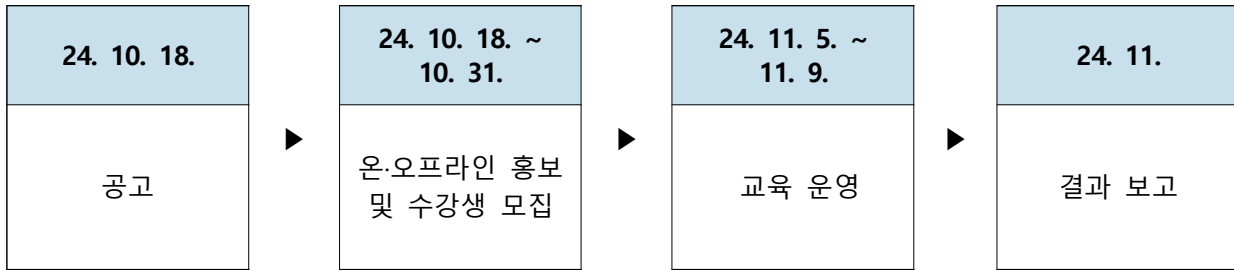 24. 10. 18.
공고
▶
24. 10. 18. ~
10. 31.
온·오프라인 홍보
및 수강생 모집
▶
24. 11. 5. ~
11. 9.
교육 운영
▶
24. 11.
결과 보고